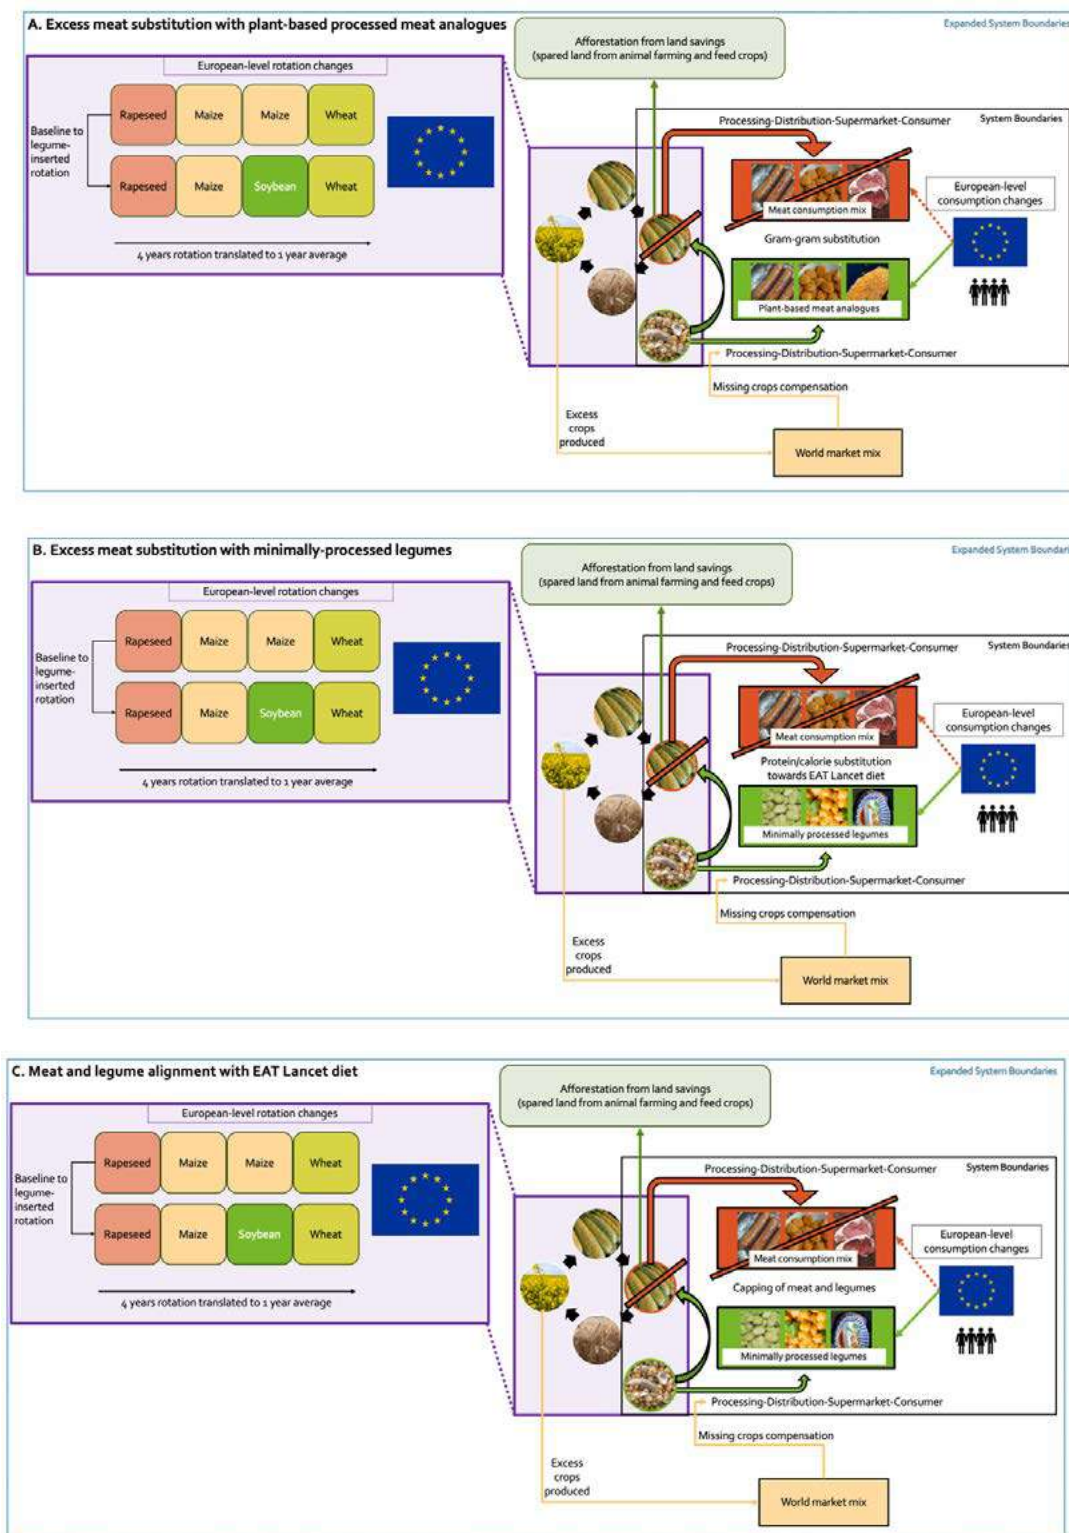 A. Excess meat substitution with plant-based processed meat analogues
Expanded System Boundaries
Afforestation from land savings
(spared land from animal farming and feed crops)
European-level rotation changes
Rapeseed
Maize
Maize
Wheat
Baseline to
legume-
inserted
rotation
Rapeseed
Maize
Soybean
Wheat
4 years rotation translated to 1 year average
Processing-Distribution-Supermarket-Consumer
System Boundaries
Meat consumption mix
European-level
consumption changes
Gram-gram substitution
Plant-based meat analogues
Processing-Distribution-Supermarket-Consumer
Missing crops compensation
Excess
crops
produced
World market mix
B. Excess meat substitution with minimally-processed legumes
Expanded System Boundari
Afforestation from land savings
(spared land from animal farming and feed crops)
European-level rotation changes
Rapeseed
Maize
Maize
Wheat
Baseline to
legume-
inserted
rotation
Rapeseed
Maize
Soybean
Wheat
4 years rotation translated to 1 year average
Processing-Distribution-Supermarket-Consumer
System Boundaries
Meat consumption mix
European-level
consumption changes
Protein/calorie substitution
towards EAT Lancet diet
Minimally processed legumes
Processing-Distribution-Supermarket-Consumer
Missing crops compensation
Excess
crops
produced
World market mix
C. Meat and legume alignment with EAT Lancet diet
Expanded System Boundaries
Afforestation from land savings
(spared land from animal farming and feed crops)
European-level rotation changes
Rapeseed
Maize
Maize
Wheat
Baseline to
legume-
inserted
rotation
Rapeseed
Maize
Soybean
Wheat
4 years rotation translated to 1 year average
Processing-Distribution-Supermarket-Consumer
System Boundaries
Meat consumption mix
European-level
consumption changes
Capping of meat and legumes
Minimally processed legumes
Processing-Distribution-Supermarket-Consumer
Missing crops compensation
Excess
crops
produced
World market mix